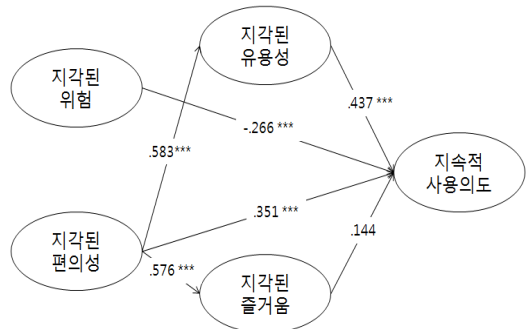 지각된
유용성
지각된
위험
.437 ***
-.266 ***
.583***
지속적
사용의도
.351 ***
지각된
편의성
.144
.576 ***
지각된
즐거움